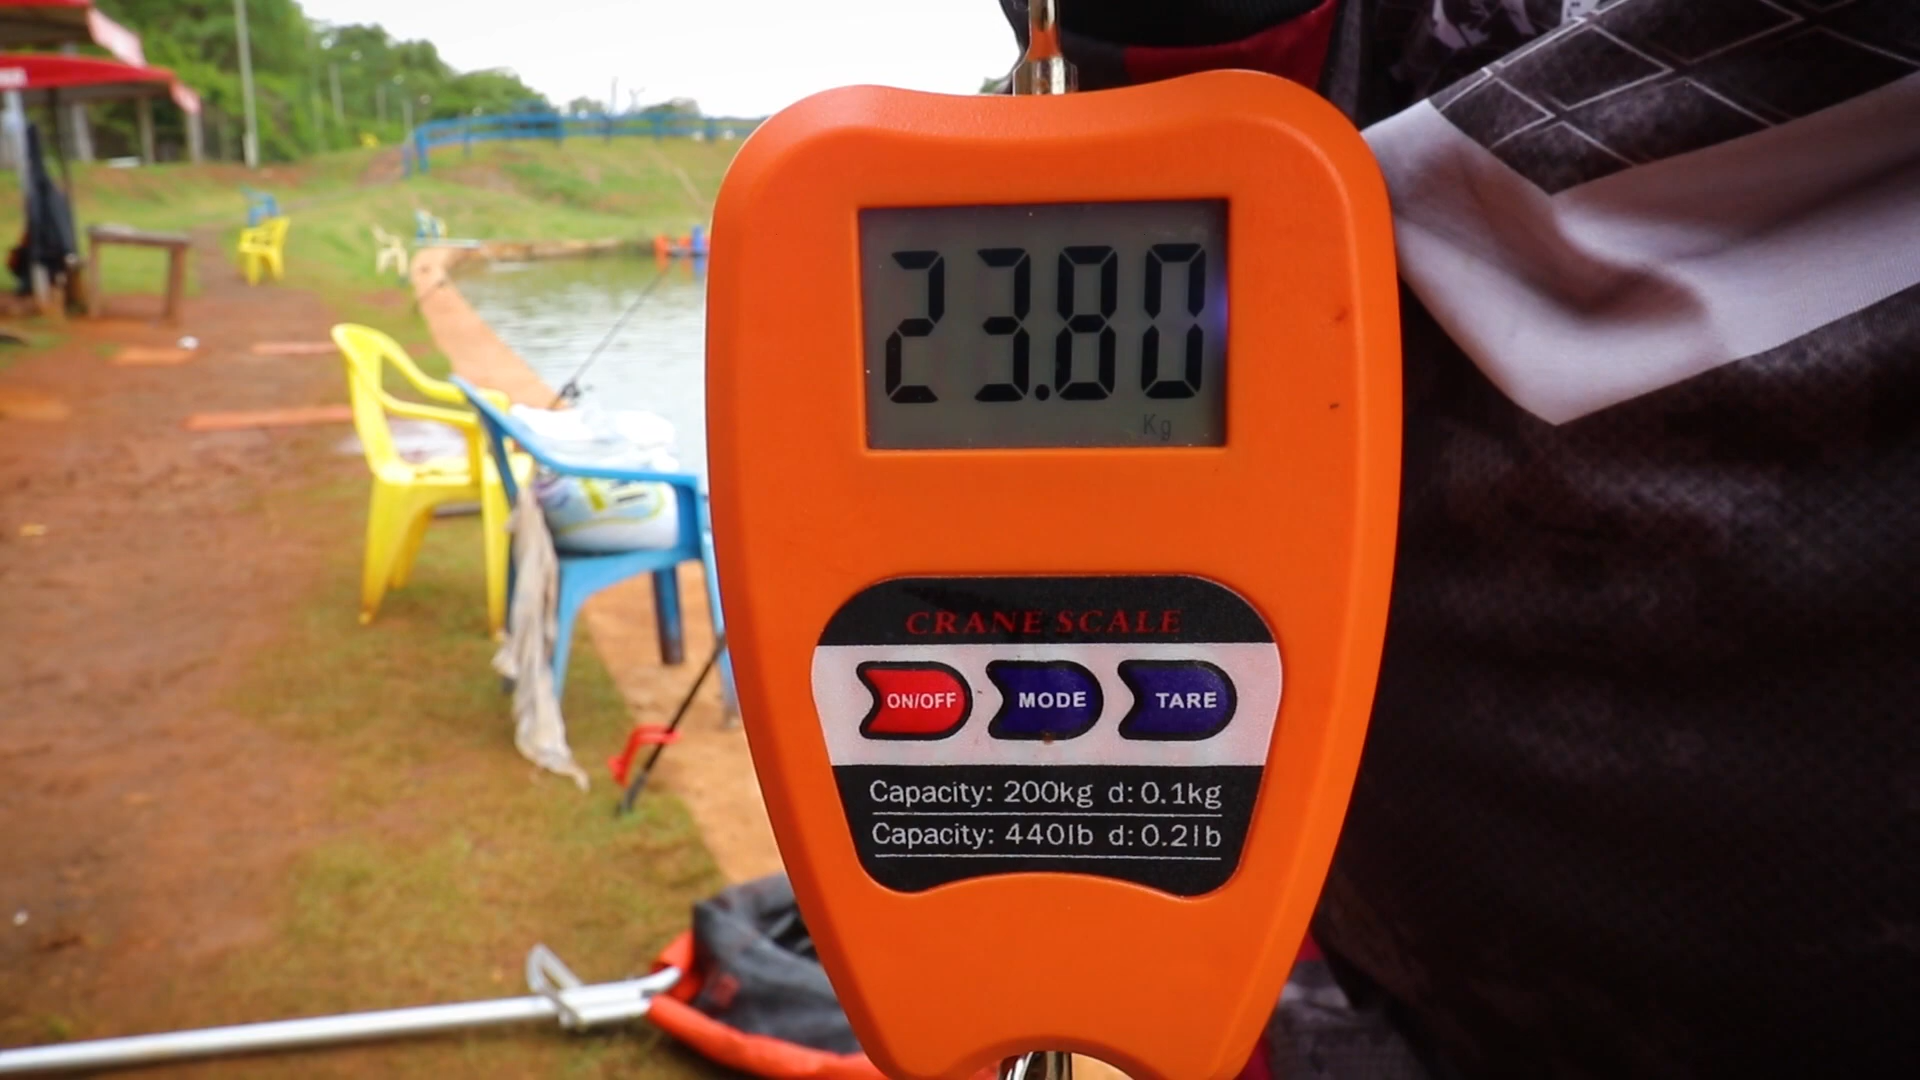 23.80
Kg
CRANE SCALE
ON/OFF MODE TARE
Capacity: 200kg d: 0.1kg
Capacity: 440lb d: 0.2lb